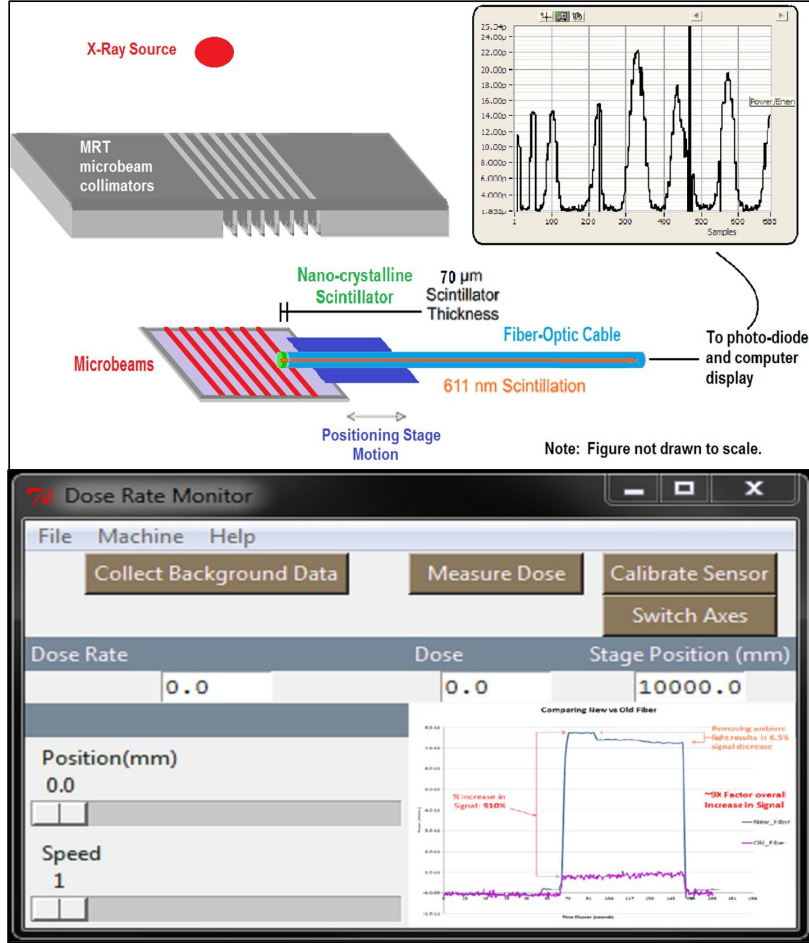 X-Ray Source
MRT
microbeam
collimators
25.34p
24.00p
22.00p
20.00p
18.00p
16.00p
14.00p
12.00p
10.00p
8.000p
6.000p
4.000p
1.832p
1 100 200 300 400 500 600 685
Samples
Power/Ener
Nano-crystalline
Scintillator
70 µm
Scintillator
Thickness
Microbeams
Fiber-Optic Cable
611 nm Scintillation
To photo-diode
and computer
display
Positioning Stage
Motion
Note: Figure not drawn to scale.
Dose Rate Monitor
File Machine Help
Collect Background Data
Measure Dose
Calibrate Sensor
Switch Axes
Dose Rate
Dose
Stage Position (mm)
0.0
0.0
10000.0
Position(mm)
0.0
Speed
1
Comparing New vs Old Fiber
Removing ambient
light results in 6.5%
signal decrease
% Increase in
Signal: 910%
~9X Factor overall
Increase in Signal
New_Fiber
Old_Fiber
Time Elapse (seconds)